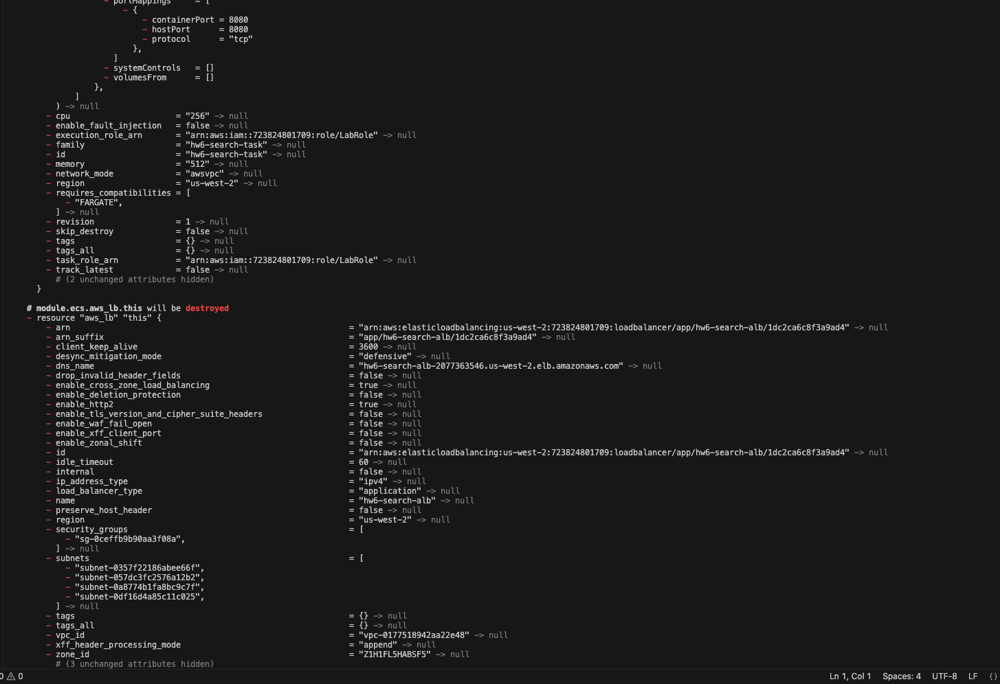 - portMappings = [
- {
- containerPort = 8080
- hostPort = 8080
- protocol = "tcp"
},
]
- systemControls = []
- volumesFrom = []
},
]
) -> null
- cpu = "256" -> null
- enable_fault_injection = false -> null
- execution_role_arn = "arn:aws:iam::723824801709:role/LabRole" -> null
- family = "hw6-search-task" -> null
- id = "hw6-search-task" -> null
- memory = "512" -> null
- network_mode = "awsvpc" -> null
- region = "us-west-2" -> null
- requires_compatibilities = [
- "FARGATE",
] -> null
- revision = 1 -> null
- skip_destroy = false -> null
- tags = {} -> null
- tags_all = {} -> null
- task_role_arn = "arn:aws:iam::723824801709:role/LabRole" -> null
- track_latest = false -> null
# (2 unchanged attributes hidden)
}
# module.ecs.aws_lb.this will be destroyed
- resource "aws_lb" "this" {
- arn = "arn:aws:elasticloadbalancing:us-west-2:723824801709:loadbalancer/app/hw6-search-alb/1dc2ca6c8f3a9ad4" -> null
- arn_suffix = "app/hw6-search-alb/1dc2ca6c8f3a9ad4" -> null
- client_keep_alive = 3600 -> null
- desync_mitigation_mode = "defensive" -> null
- dns_name = "hw6-search-alb-2077363546.us-west-2.elb.amazonaws.com" -> null
- drop_invalid_header_fields = false -> null
- enable_cross_zone_load_balancing = true -> null
- enable_deletion_protection = false -> null
- enable_http2 = true -> null
- enable_tls_version_and_cipher_suite_headers = false -> null
- enable_waf_fail_open = false -> null
- enable_xff_client_port = false -> null
- enable_zonal_shift = false -> null
- id = "arn:aws:elasticloadbalancing:us-west-2:723824801709:loadbalancer/app/hw6-search-alb/1dc2ca6c8f3a9ad4" -> null
- idle_timeout = 60 -> null
- internal = false -> null
- ip_address_type = "ipv4" -> null
- load_balancer_type = "application" -> null
- name = "hw6-search-alb" -> null
- preserve_host_header = false -> null
- region = "us-west-2" -> null
- security_groups = [
- "sg-0ceffb9b90aa3f08a",
] -> null
- subnets = [
- "subnet-0357f22186abee66f",
- "subnet-057dc3fc2576a12b2",
- "subnet-0a8774b1fa8bc9c7f",
- "subnet-0df16d4a85c11c025",
] -> null
- tags = {} -> null
- tags_all = {} -> null
- vpc_id = "vpc-0177518942aa22e48" -> null
- xff_header_processing_mode = "append" -> null
- zone_id = "Z1H1FL5HABSF5" -> null
# (3 unchanged attributes hidden)
0 0 Ln 1, Col 1 Spaces: 4 UTF-8 LF {}